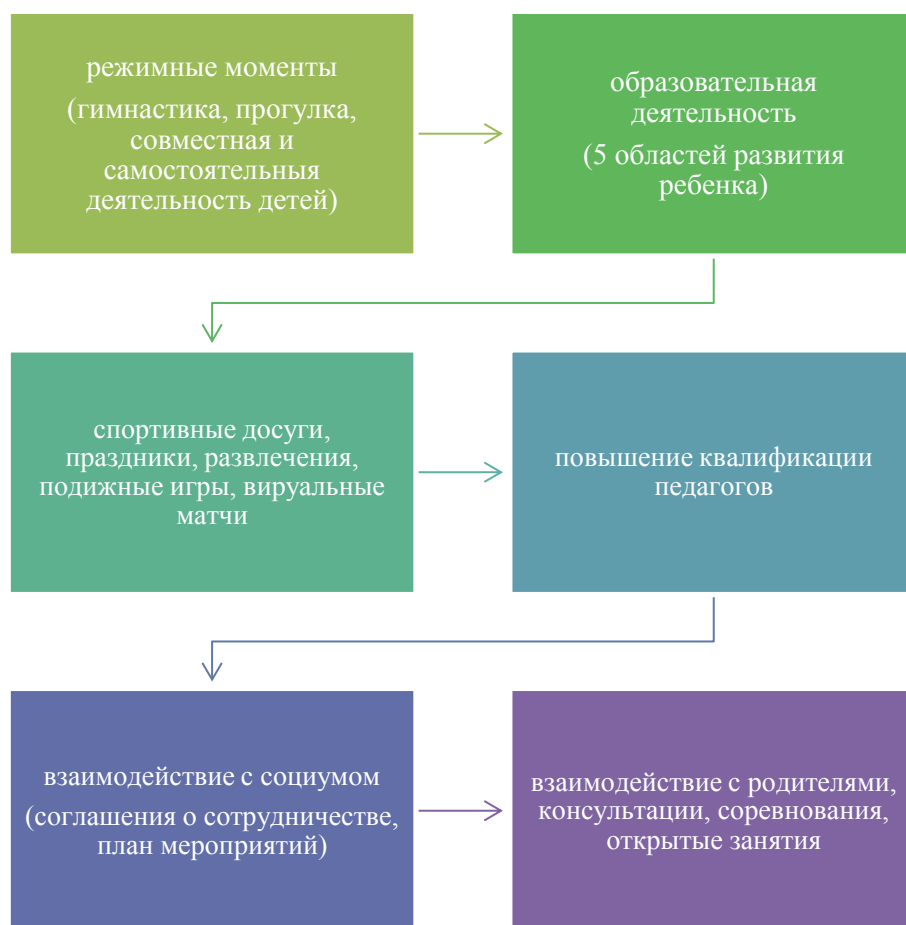 режимные моменты
(гимнастика, прогулка,
совместная и
самостоятельныя
деятельность детей)
образовательная
деятельность
(5 областей развития
ребенка)
спортивные досуги,
праздники, развлечения,
подижные игры, вируальные
матчи
повышение квалификации
педагогов
взаимодействие с социумом
(соглашения о сотрудничестве,
план мероприятий)
взаимодействие с родителями,
консультации, соревнования,
открытые занятия